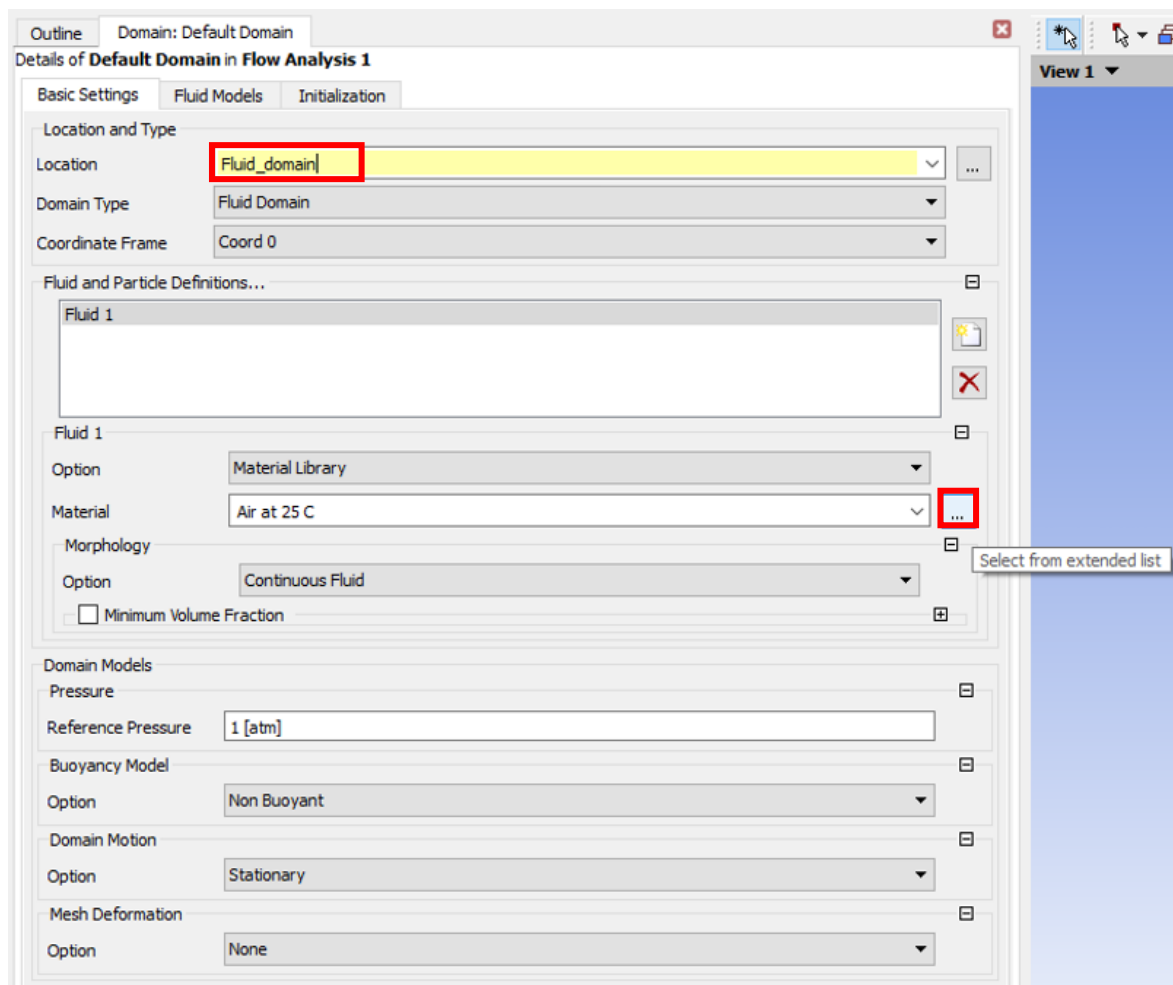 Outline Domain: Default Domain
Details of Default Domain in Flow Analysis 1
View 1
Basic Settings Fluid Models Initialization
Location and Type
Location Fluid_domain ...
Domain Type Fluid Domain
Coordinate Frame Coord 0
Fluid and Particle Definitions...
Fluid 1
Fluid 1
Option Material Library
Material Air at 25 C ...
Morphology
Select from extended list
Option Continuous Fluid
Minimum Volume Fraction
Domain Models
Pressure
Reference Pressure 1 [atm]
Buoyancy Model
Option Non Buoyant
Domain Motion
Option Stationary
Mesh Deformation
Option None